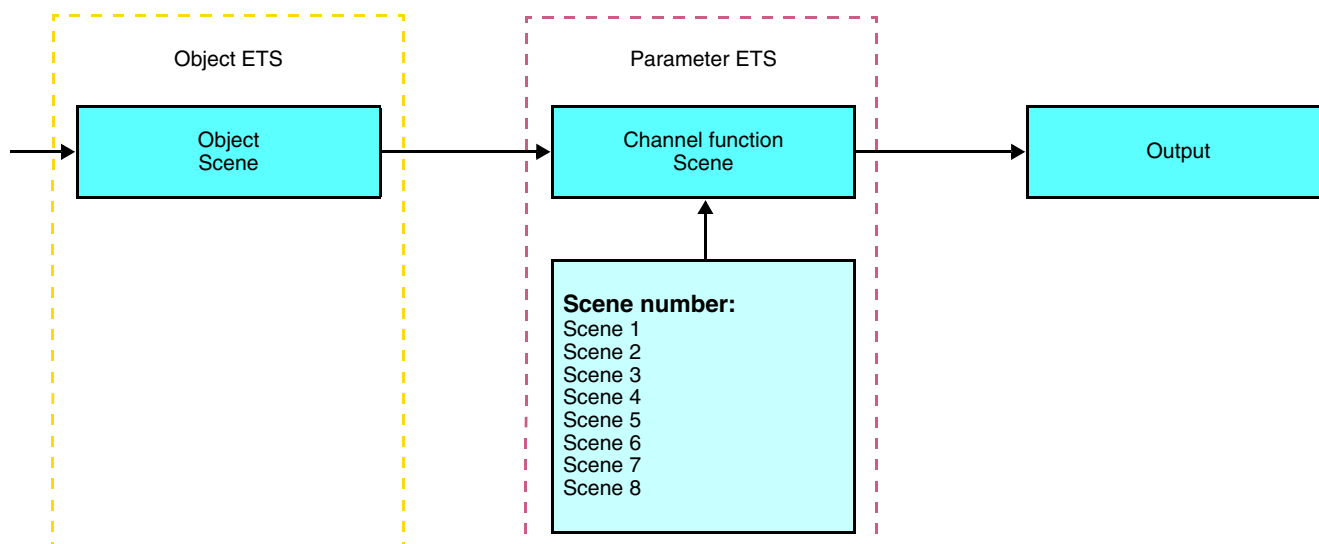 Object ETS
Parameter ETS
Object
Scene
Channel function
Scene
Output
Scene number:
Scene 1
Scene 2
Scene 3
Scene 4
Scene 5
Scene 6
Scene 7
Scene 8